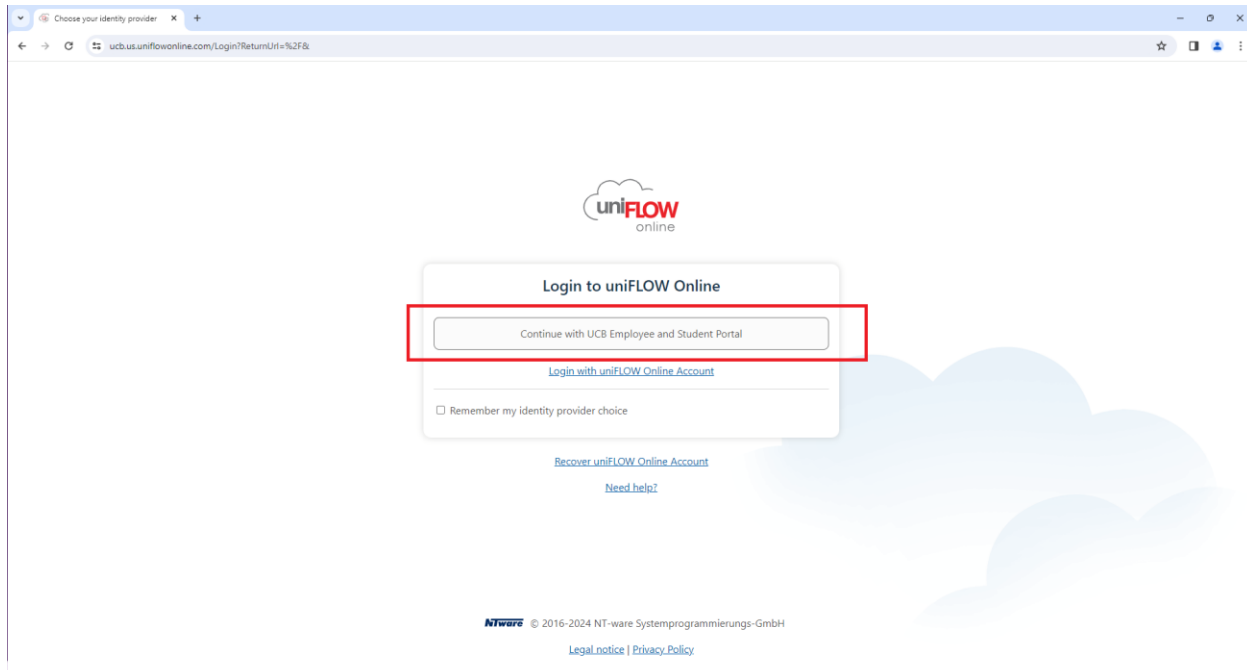 Choose your identity provider
ucb.us.uniflowonline.com/Login?ReturnUrl=%2F&
uniFLOW
online
Login to uniFLOW Online
Continue with UCB Employee and Student Portal
Login with uniFLOW Online Account
Remember my identity provider choice
Recover uniFLOW Online Account
Need help?
NTware © 2016-2024 NT-ware Systemprogrammierungs-GmbH
Legal notice | Privacy Policy